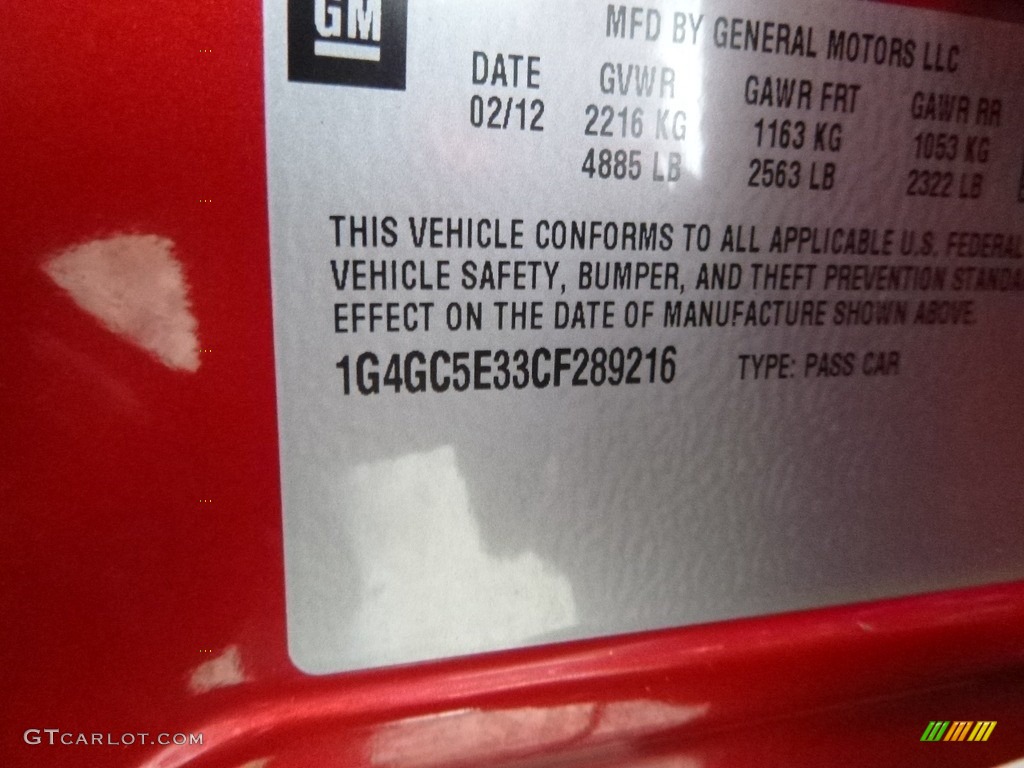 GM
MFD BY GENERAL MOTORS LLC
DATE GVWR GAWR FRT GAWR RR
02/12 2216 KG 1163 KG 1053 KG
4885 LB 2563 LB 2322 LB
THIS VEHICLE CONFORMS TO ALL APPLICABLE U.S. FEDERAL
VEHICLE SAFETY, BUMPER, AND THEFT PREVENTION STANDA
EFFECT ON THE DATE OF MANUFACTURE SHOWN ABOVE.
1G4GC5E33CF289216 TYPE: PASS CAR
GTCARLOT.COM